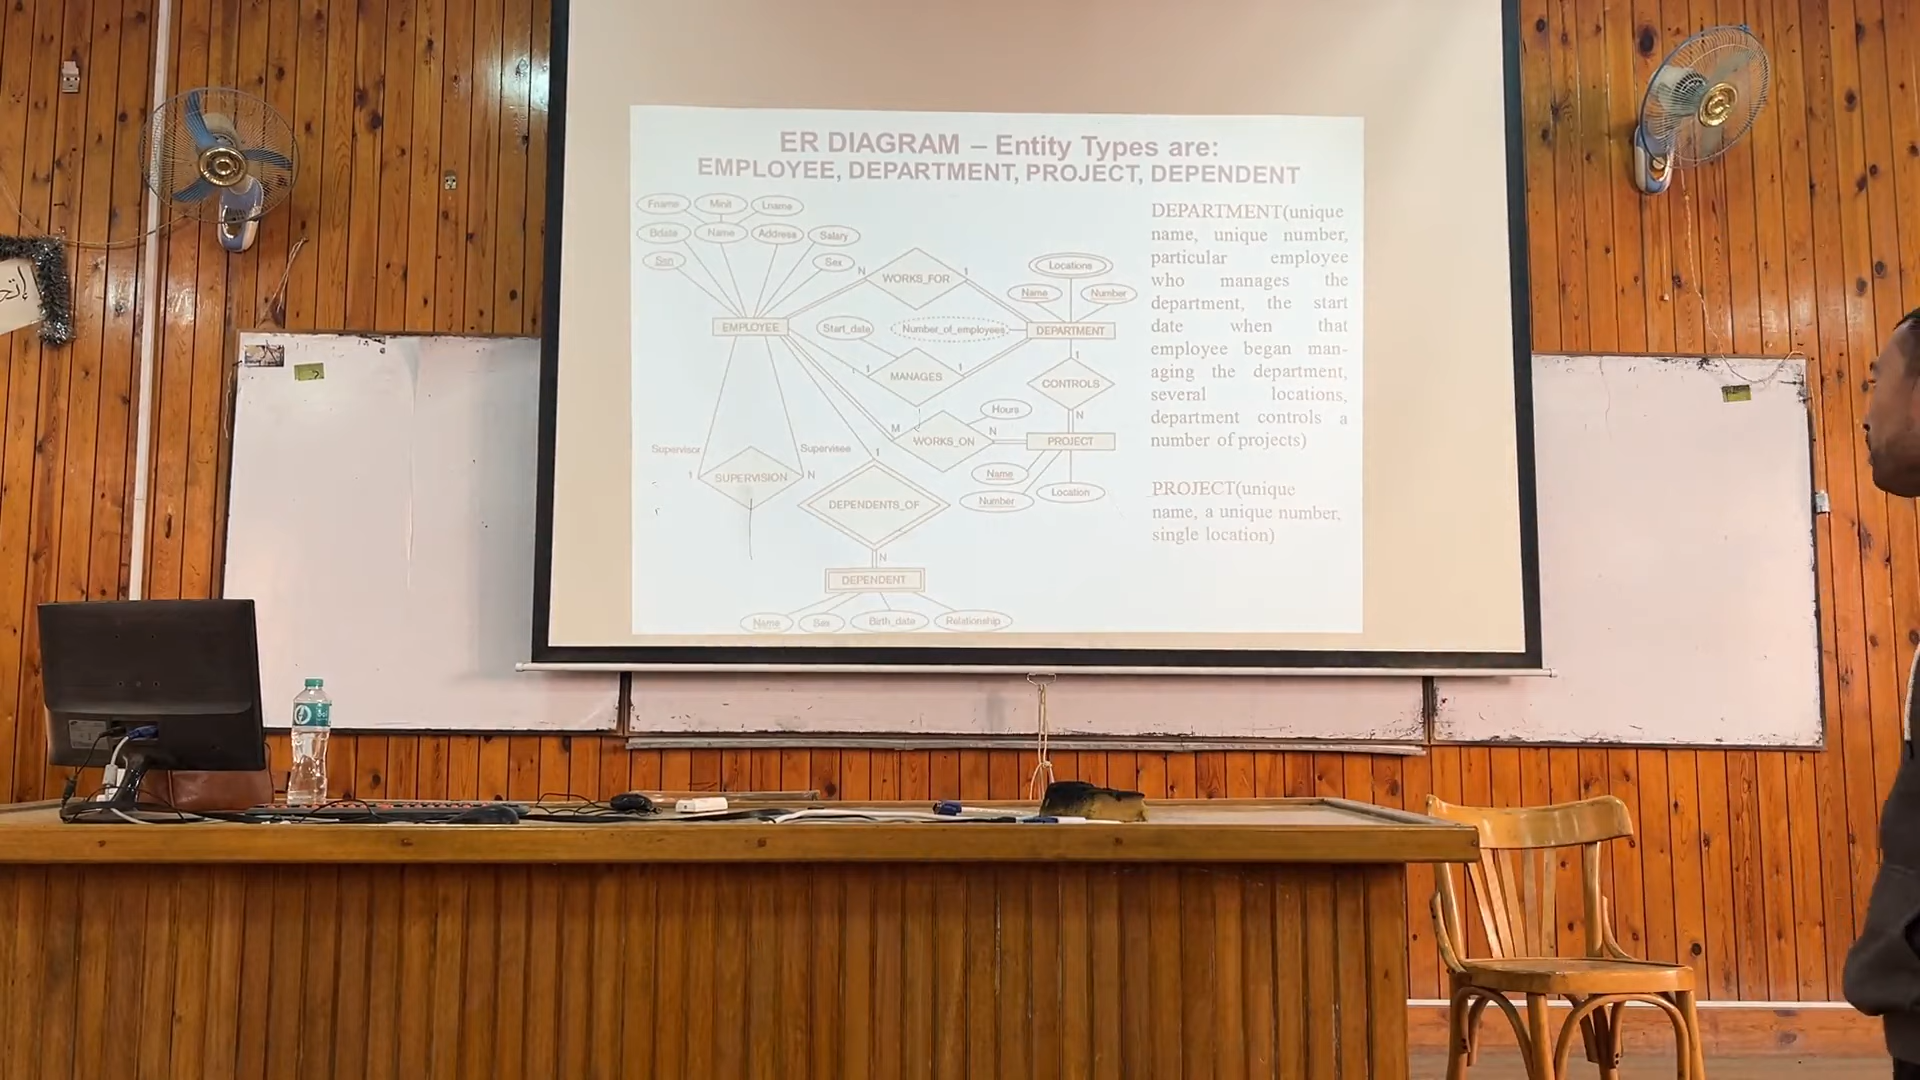 ER DIAGRAM – Entity Types are:
EMPLOYEE, DEPARTMENT, PROJECT, DEPENDENT
Fname
Minit
Lname
Bdate
Name
Address
Salary
Ssn
Sex
N
WORKS_FOR
1
Locations
Name
Number
EMPLOYEE
Start_date
Number_of_employees
DEPARTMENT
1
MANAGES
1
1
CONTROLS
N
Hours
M
WORKS_ON
N
PROJECT
Supervisor
Supervisee
1
SUPERVISION
N
1
Name
Number
Location
DEPENDENTS_OF
N
DEPENDENT
Name
Sex
Birth_date
Relationship
DEPARTMENT(unique
name, unique number,
particular employee
who manages the
department, the start
date when that
employee began man-
aging the department,
several locations,
department controls a
number of projects)
PROJECT(unique
name, a unique number,
single location)